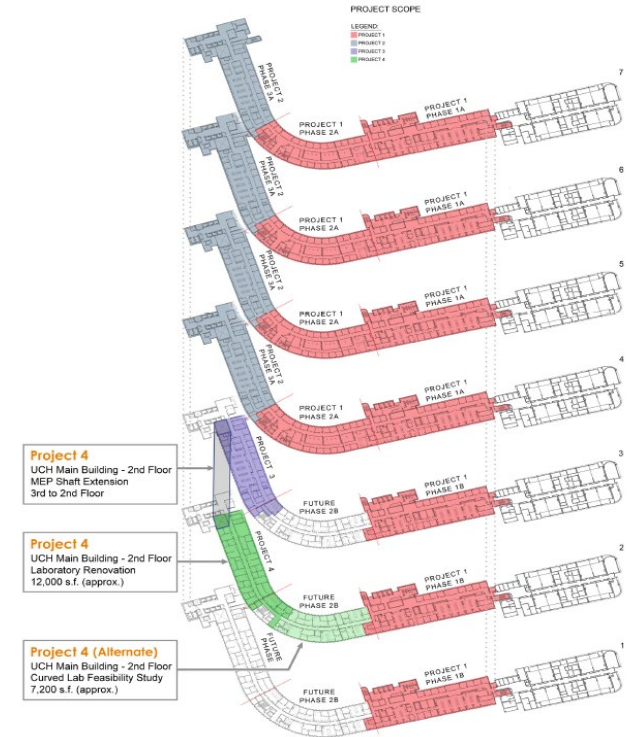 PROJECT SCOPE
LEGEND:
PROJECT 1
PROJECT 2
PROJECT 3
PROJECT 4
7
PROJECT 2
PHASE 3A
PROJECT 1
PHASE 2A
PROJECT 1
PHASE 1A
6
PROJECT 2
PHASE 3A
PROJECT 1
PHASE 2A
PROJECT 1
PHASE 1A
5
PROJECT 2
PHASE 3A
PROJECT 1
PHASE 2A
PROJECT 1
PHASE 1A
4
PROJECT 2
PHASE 3A
PROJECT 1
PHASE 2A
PROJECT 1
PHASE 1A
3
PROJECT 3
FUTURE
PHASE 2B
PROJECT 1
PHASE 1B
Project 4
UCH Main Building - 2nd Floor
MEP Shaft Extension
3rd to 2nd Floor
2
PROJECT 4
FUTURE
PHASE 2B
PROJECT 1
PHASE 1B
Project 4
UCH Main Building - 2nd Floor
Laboratory Renovation
12,000 s.f. (approx.)
1
FUTURE
PHASE
FUTURE
PHASE 2B
PROJECT 1
PHASE 1B
Project 4 (Alternate)
UCH Main Building - 2nd Floor
Curved Lab Feasibility Study
7,200 s.f. (approx.)